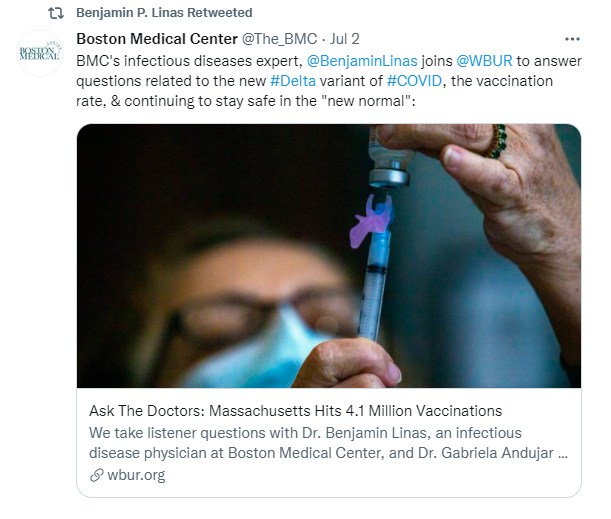 Benjamin P. Linas Retweeted
Boston Medical Center @The_BMC · Jul 2
BOSTON
MEDICAL
BMC's infectious diseases expert, @BenjaminLinas joins @WBUR to answer
questions related to the new #Delta variant of #COVID, the vaccination
rate, & continuing to stay safe in the "new normal":
Ask The Doctors: Massachusetts Hits 4.1 Million Vaccinations
We take listener questions with Dr. Benjamin Linas, an infectious
disease physician at Boston Medical Center, and Dr. Gabriela Andujar ...
wbur.org